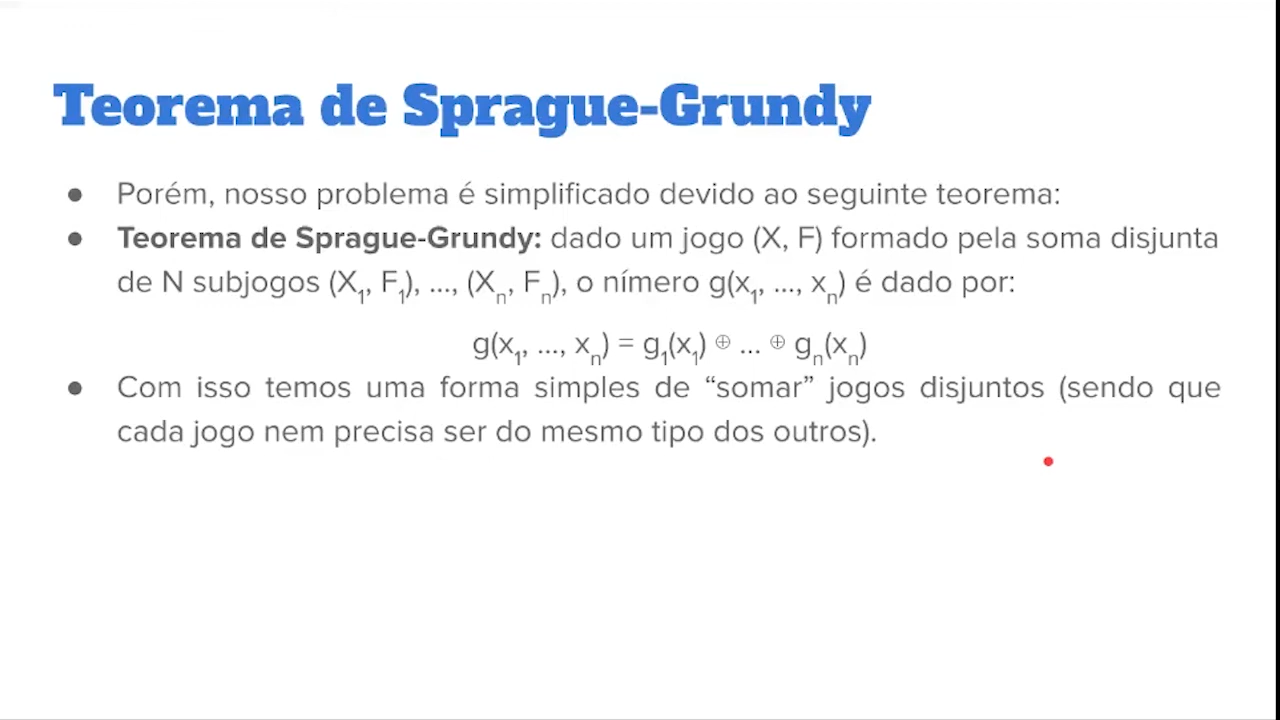 Teorema de Sprague-Grundy
● Porém, nosso problema é simplificado devido ao seguinte teorema:
● Teorema de Sprague-Grundy: dado um jogo (X, F) formado pela soma disjunta
de N subjogos (X₁, F₁), ..., (Xₙ, Fₙ), o nímero g(x₁, ..., xₙ) é dado por:
g(x₁, ..., xₙ) = g₁(x₁) ⊕ ... ⊕ gₙ(xₙ)
● Com isso temos uma forma simples de “somar” jogos disjuntos (sendo que
cada jogo nem precisa ser do mesmo tipo dos outros).